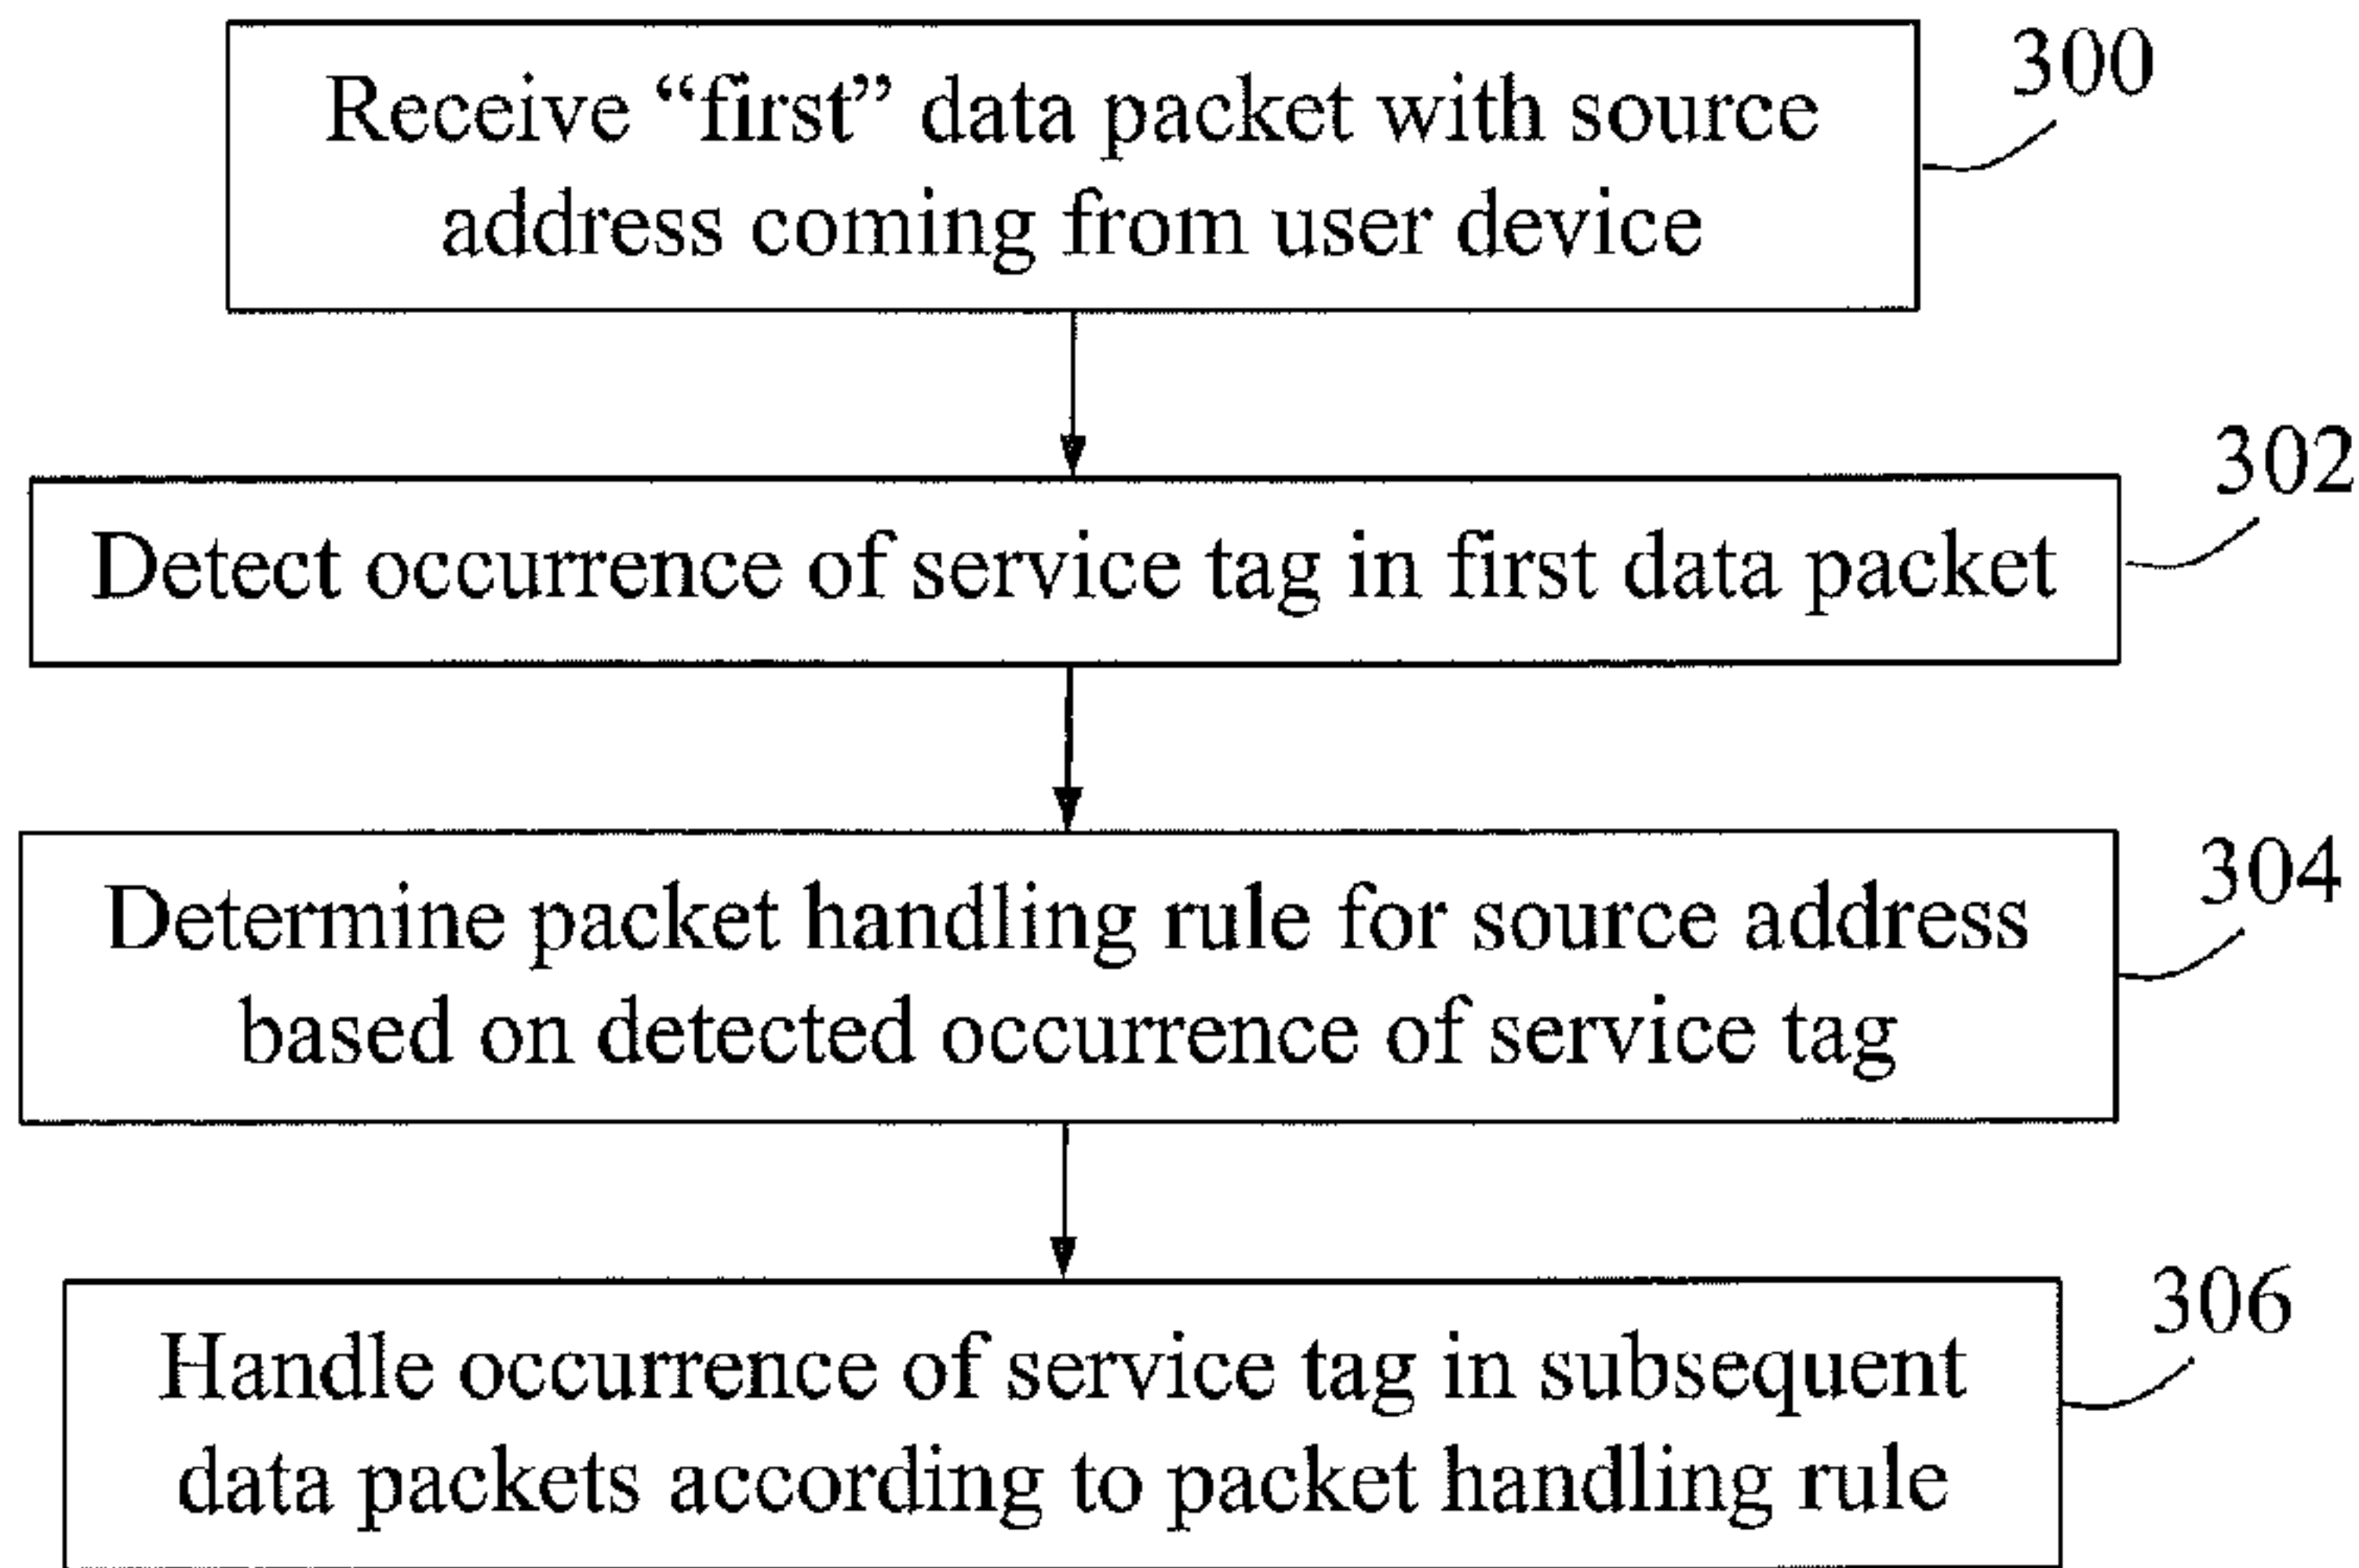 Receive “first” data packet with source
address coming from user device
300
Detect occurrence of service tag in first data packet
302
Determine packet handling rule for source address
based on detected occurrence of service tag
304
Handle occurrence of service tag in subsequent
data packets according to packet handling rule
306